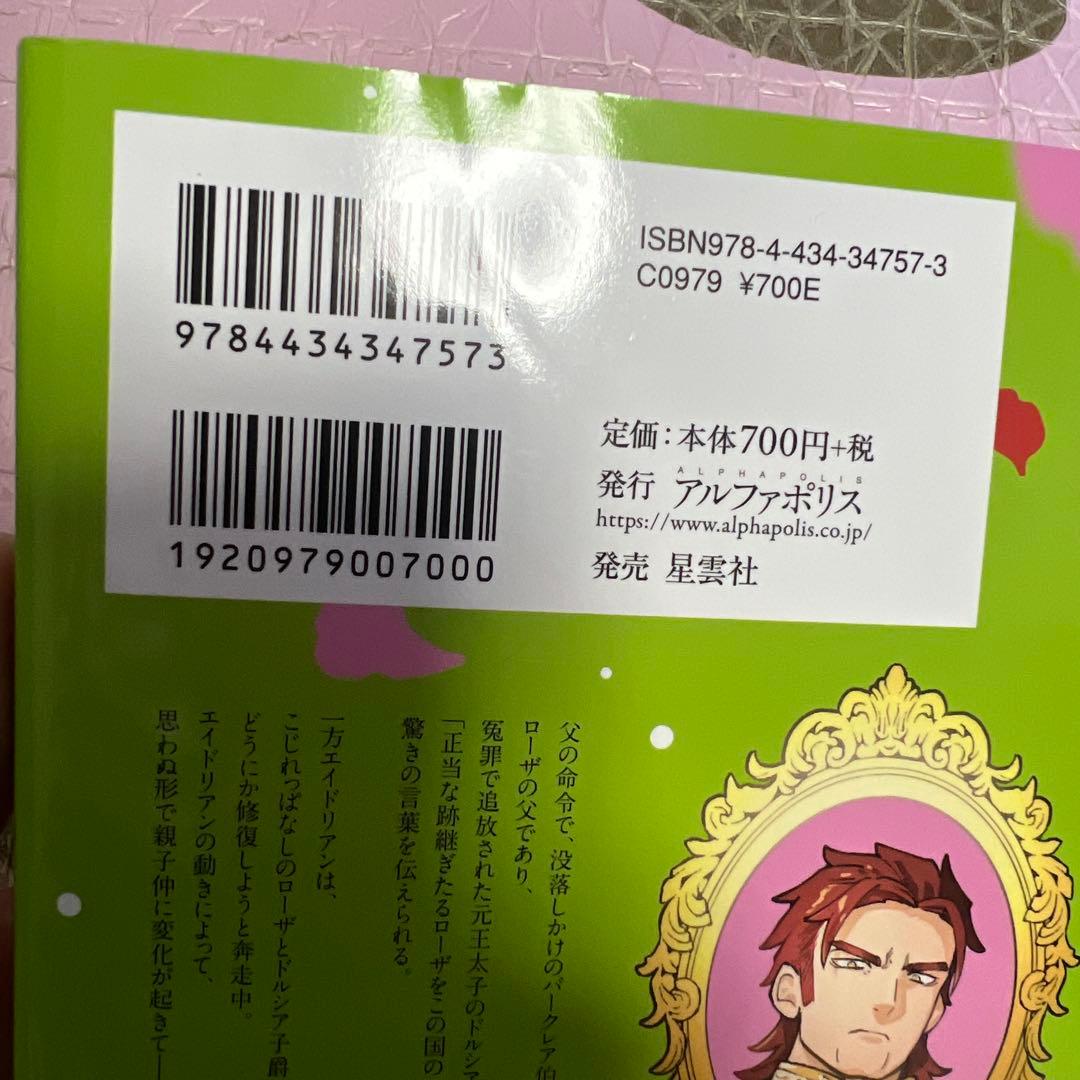 ISBN978-4-434-34757-3
C0979 ¥700E
9784434347573
1920979007000
定価：本体700円+税
ALPHAPOLIS
発行 アルファポリス
https://www.alphapolis.co.jp/
発売 星雲社
父の命令で、没落しかけのバークレア伯
ローザの父であり、
冤罪で追放された元王太子のドルシア
「正当な跡継ぎたるローザをこの国の
驚きの言葉を伝えられる。
一方エイドリアンは、
こじれっぱなしのローザとドルシア子爵
どうにか修復しようと奔走中。
エイドリアンの動きによって、
思わぬ形で親子仲に変化が起きて―